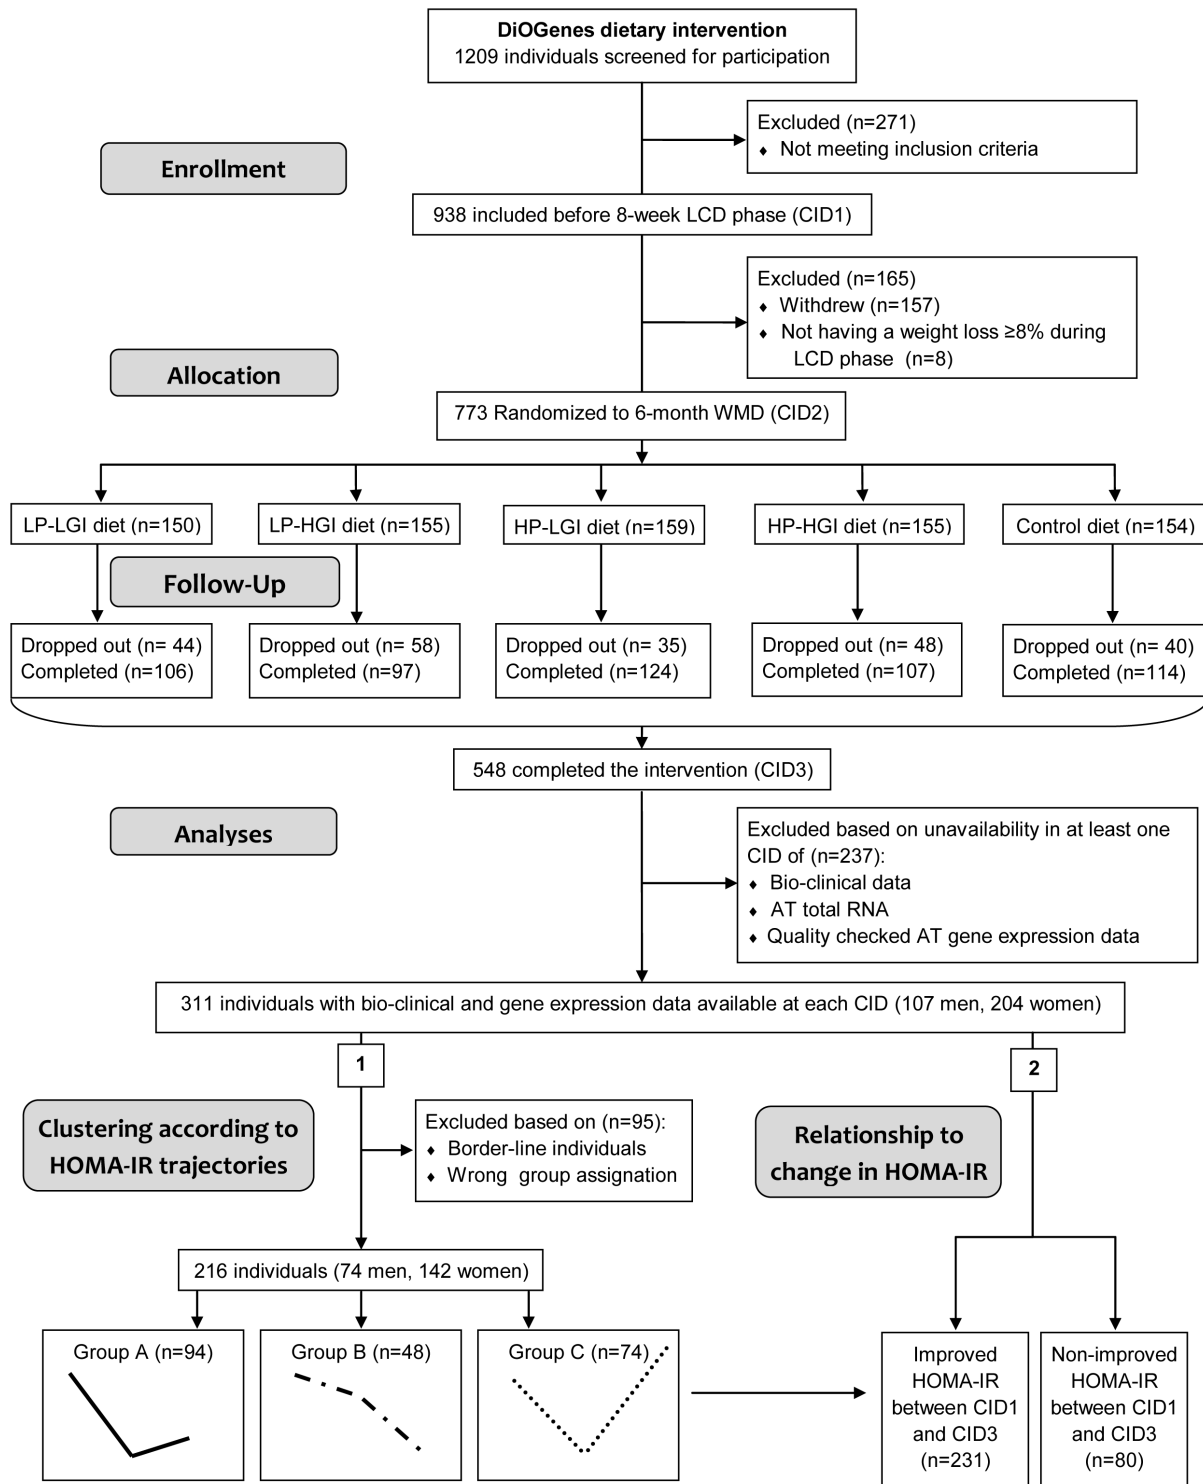 DiOGenes dietary intervention
1209 individuals screened for participation
Excluded (n=271)
♦ Not meeting inclusion criteria
Enrollment
938 included before 8-week LCD phase (CID1)
Excluded (n=165)
♦ Withdrew (n=157)
♦ Not having a weight loss ≥8% during
LCD phase (n=8)
Allocation
773 Randomized to 6-month WMD (CID2)
LP-LGI diet (n=150)
LP-HGI diet (n=155)
HP-LGI diet (n=159)
HP-HGI diet (n=155)
Control diet (n=154)
Follow-Up
Dropped out (n= 44)
Completed (n=106)
Dropped out (n= 58)
Completed (n=97)
Dropped out (n= 35)
Completed (n=124)
Dropped out (n= 48)
Completed (n=107)
Dropped out (n= 40)
Completed (n=114)
548 completed the intervention (CID3)
Analyses
Excluded based on unavailability in at least one
CID of (n=237):
♦ Bio-clinical data
♦ AT total RNA
♦ Quality checked AT gene expression data
311 individuals with bio-clinical and gene expression data available at each CID (107 men, 204 women)
1
2
Clustering according to
HOMA-IR trajectories
Excluded based on (n=95):
♦ Border-line individuals
♦ Wrong group assignation
Relationship to
change in HOMA-IR
216 individuals (74 men, 142 women)
Group A (n=94)
Group B (n=48)
Group C (n=74)
Improved
HOMA-IR
between CID1
and CID3
(n=231)
Non-improved
HOMA-IR
between CID1
and CID3
(n=80)